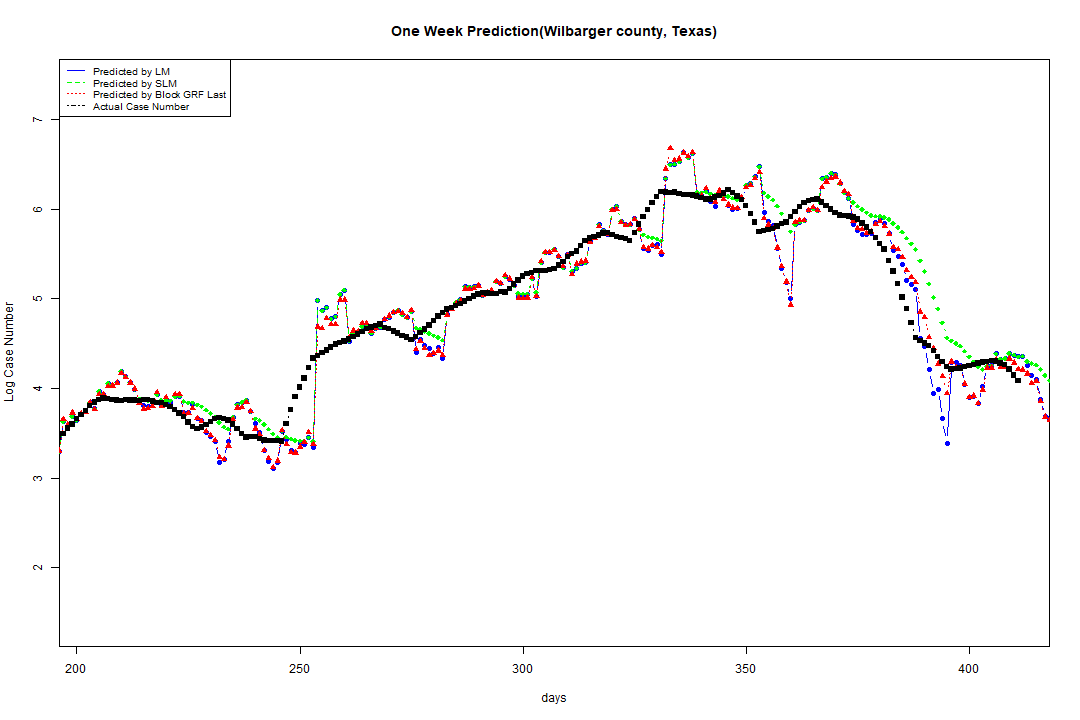 One Week Prediction(Wilbarger county, Texas)
Predicted by LM
Predicted by SLM
Predicted by Block GRF Last
Actual Case Number
Log Case Number
7
6
5
4
3
2
200 250 300 350 400
days